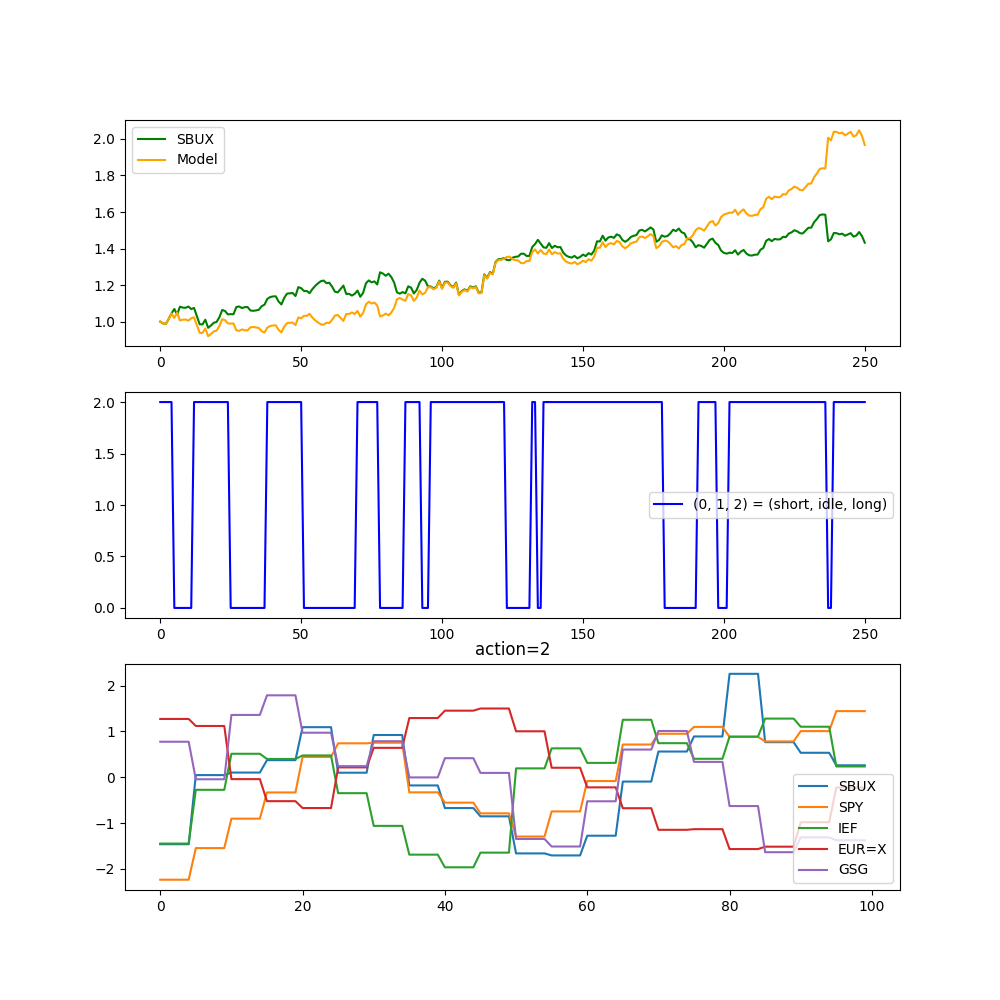 SBUX
Model
2.0
1.8
1.6
1.4
1.2
1.0
0 50 100 150 200 250
2.0
1.5
1.0
0.5
0.0
(0, 1, 2) = (short, idle, long)
0 50 100 150 200 250
action=2
2
1
0
−1
−2
SBUX
SPY
IEF
EUR=X
GSG
0 20 40 60 80 100